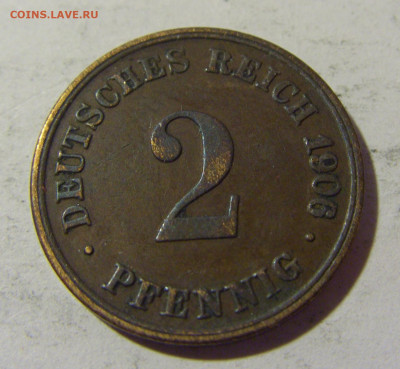 COINS.LAVE.RU
DEUTSCHES REICH 1906
2
PFENNIG